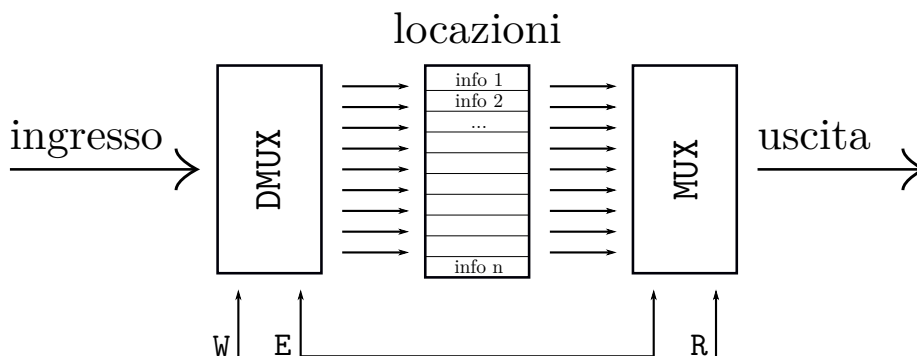 locazioni
ingresso
DMUX
info 1
info 2
...
info n
MUX
uscita
W
E
R